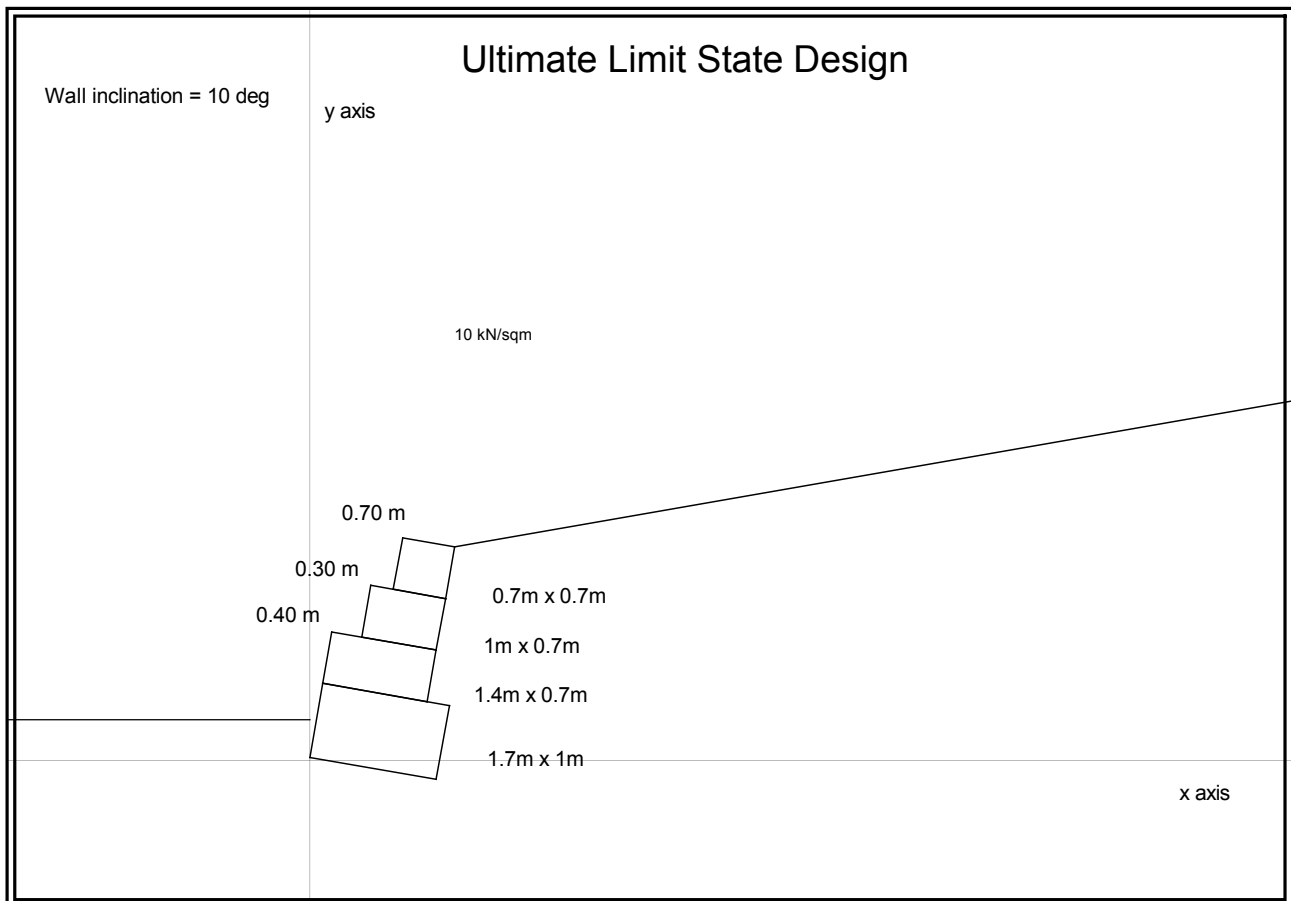 Ultimate Limit State Design
Wall inclination = 10 deg
y axis
10 kN/sqm
0.70 m
0.30 m
0.7m x 0.7m
0.40 m
1m x 0.7m
1.4m x 0.7m
1.7m x 1m
x axis